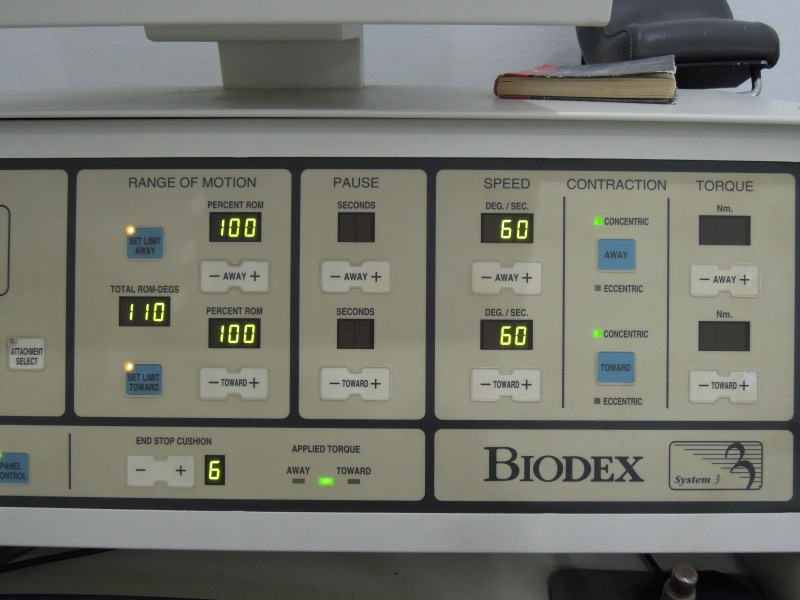 RANGE OF MOTION
PERCENT ROM
100
SET LIMIT
AWAY
– AWAY +
TOTAL ROM-DEGS
110
PERCENT ROM
100
SET LIMIT
TOWARD
– TOWARD +
PAUSE
SECONDS
– AWAY +
SECONDS
– TOWARD +
SPEED
DEG. / SEC.
60
– AWAY +
DEG. / SEC.
60
– TOWARD +
CONTRACTION
CONCENTRIC
AWAY
ECCENTRIC
CONCENTRIC
TOWARD
ECCENTRIC
TORQUE
Nm.
– AWAY +
Nm.
– TOWARD +
ATTACHMENT
SELECT
PANEL
CONTROL
END STOP CUSHION
– +
6
APPLIED TORQUE
AWAY TOWARD
BIODEX
System 3
3